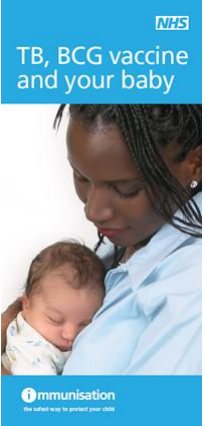 NHS
TB, BCG vaccine
and your baby
immunisation
the safest way to protect your child